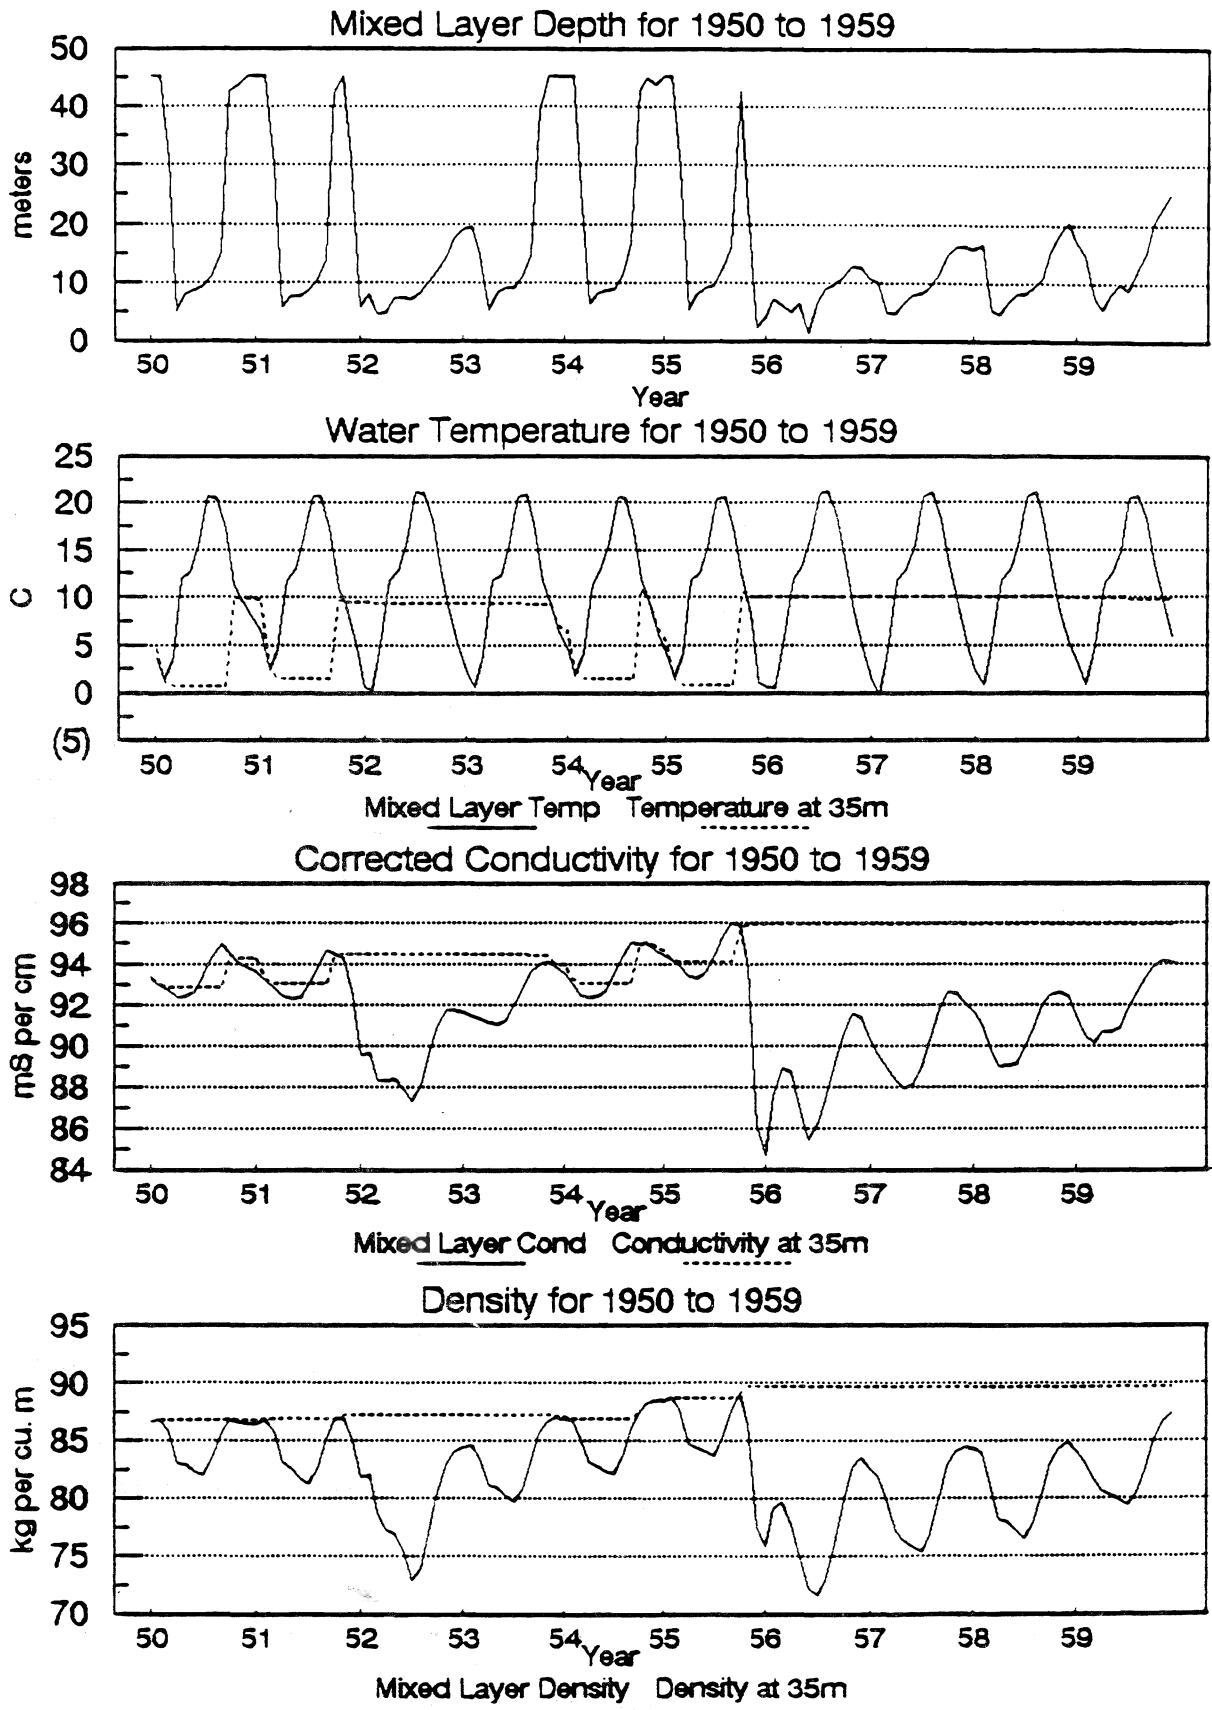 Mixed Layer Depth for 1950 to 1959
50
40
30
20
10
0
meters
50 51 52 53 54 55 56 57 58 59
Year
Water Temperature for 1950 to 1959
25
20
15
10
5
0
(5)
C
50 51 52 53 54 55 56 57 58 59
Year
Mixed Layer Temp Temperature at 35m
Corrected Conductivity for 1950 to 1959
98
96
94
92
90
88
86
84
mS per cm
50 51 52 53 54 55 56 57 58 59
Year
Mixed Layer Cond Conductivity at 35m
Density for 1950 to 1959
95
90
85
80
75
70
kg per cu. m
50 51 52 53 54 55 56 57 58 59
Year
Mixed Layer Density Density at 35m